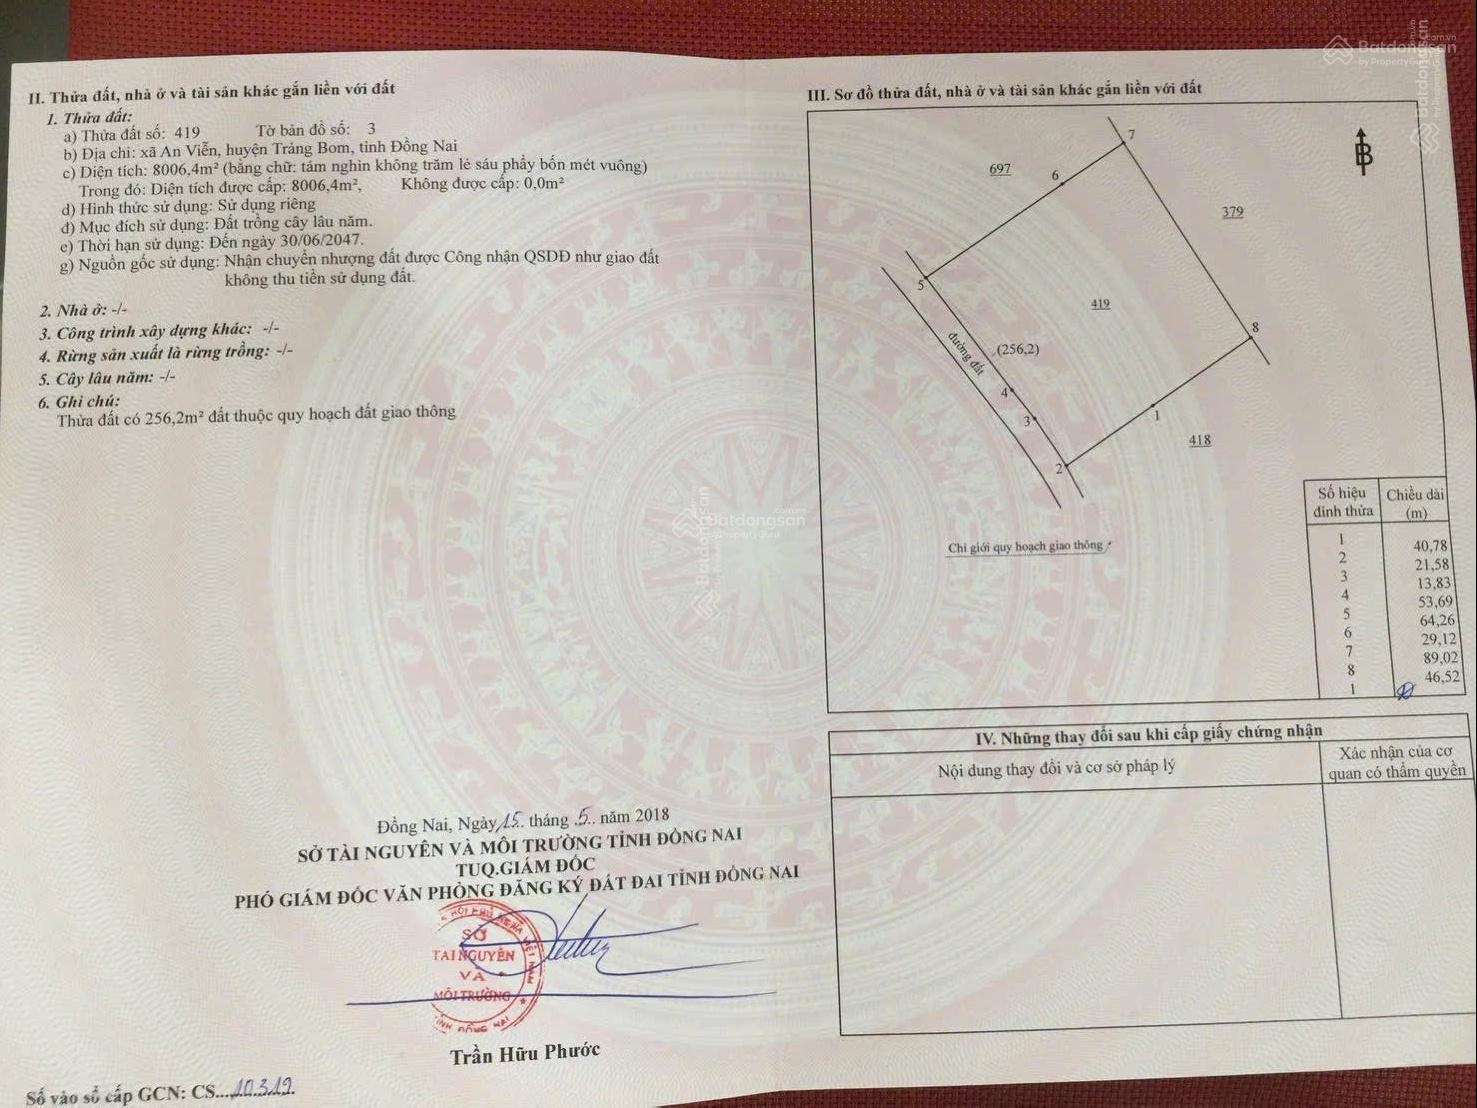 II. Thửa đất, nhà ở và tài sản khác gắn liền với đất
1. Thửa đất:
a) Thửa đất số: 419 Tờ bản đồ số: 3
b) Địa chỉ: xã An Viễn, huyện Trảng Bom, tỉnh Đồng Nai
c) Diện tích: 8006,4m² (bằng chữ: tám nghìn không trăm lẻ sáu phẩy bốn mét vuông)
Trong đó: Diện tích được cấp: 8006,4m², Không được cấp: 0,0m²
d) Hình thức sử dụng: Sử dụng riêng
đ) Mục đích sử dụng: Đất trồng cây lâu năm.
e) Thời hạn sử dụng: Đến ngày 30/06/2047.
g) Nguồn gốc sử dụng: Nhận chuyển nhượng đất được Công nhận QSDĐ như giao đất
không thu tiền sử dụng đất.
2. Nhà ở: -/-
3. Công trình xây dựng khác: -/-
4. Rừng sản xuất là rừng trồng: -/-
5. Cây lâu năm: -/-
6. Ghi chú:
Thửa đất có 256,2m² đất thuộc quy hoạch đất giao thông
Đồng Nai, Ngày 15 tháng 5 năm 2018
SỞ TÀI NGUYÊN VÀ MÔI TRƯỜNG TỈNH ĐỒNG NAI
TUQ.GIÁM ĐỐC
PHÓ GIÁM ĐỐC VĂN PHÒNG ĐĂNG KÝ ĐẤT ĐAI TỈNH ĐỒNG NAI
SỞ
TÀI NGUYÊN
VÀ
MÔI TRƯỜNG
TỈNH ĐỒNG NAI
Trần Hữu Phước
Số vào sổ cấp GCN: CS....10319.
III. Sơ đồ thửa đất, nhà ở và tài sản khác gắn liền với đất
B
7
697
6
379
5
419
8
đường đất
(256,2)
4
3
1
418
2
Chỉ giới quy hoạch giao thông
Số hiệu đỉnh thửa Chiều dài (m)
1
40,78
2
21,58
3
13,83
4
53,69
5
64,26
6
29,12
7
89,02
8
46,52
1
IV. Những thay đổi sau khi cấp giấy chứng nhận
Nội dung thay đổi và cơ sở pháp lý
Xác nhận của cơ
quan có thẩm quyền
Batdongsan.com.vn
by PropertyGuru
Batdongsan.com.vn
by PropertyGuru